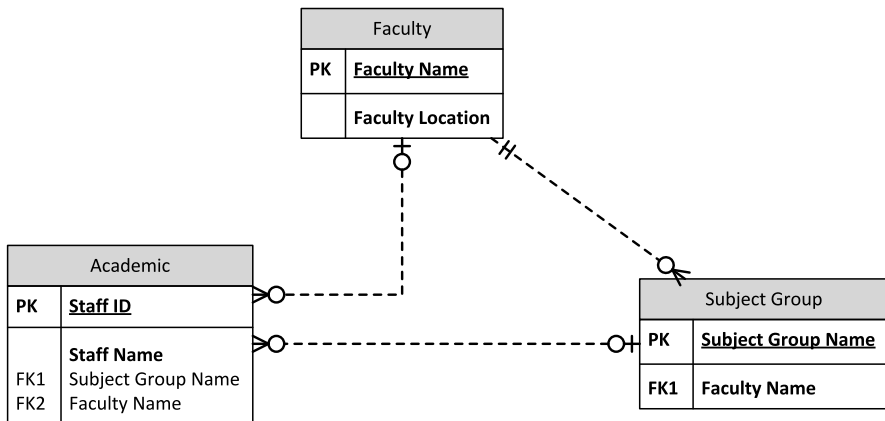 Faculty
PK Faculty Name
Faculty Location
Academic
PK Staff ID
Staff Name
FK1 Subject Group Name
FK2 Faculty Name
Subject Group
PK Subject Group Name
FK1 Faculty Name